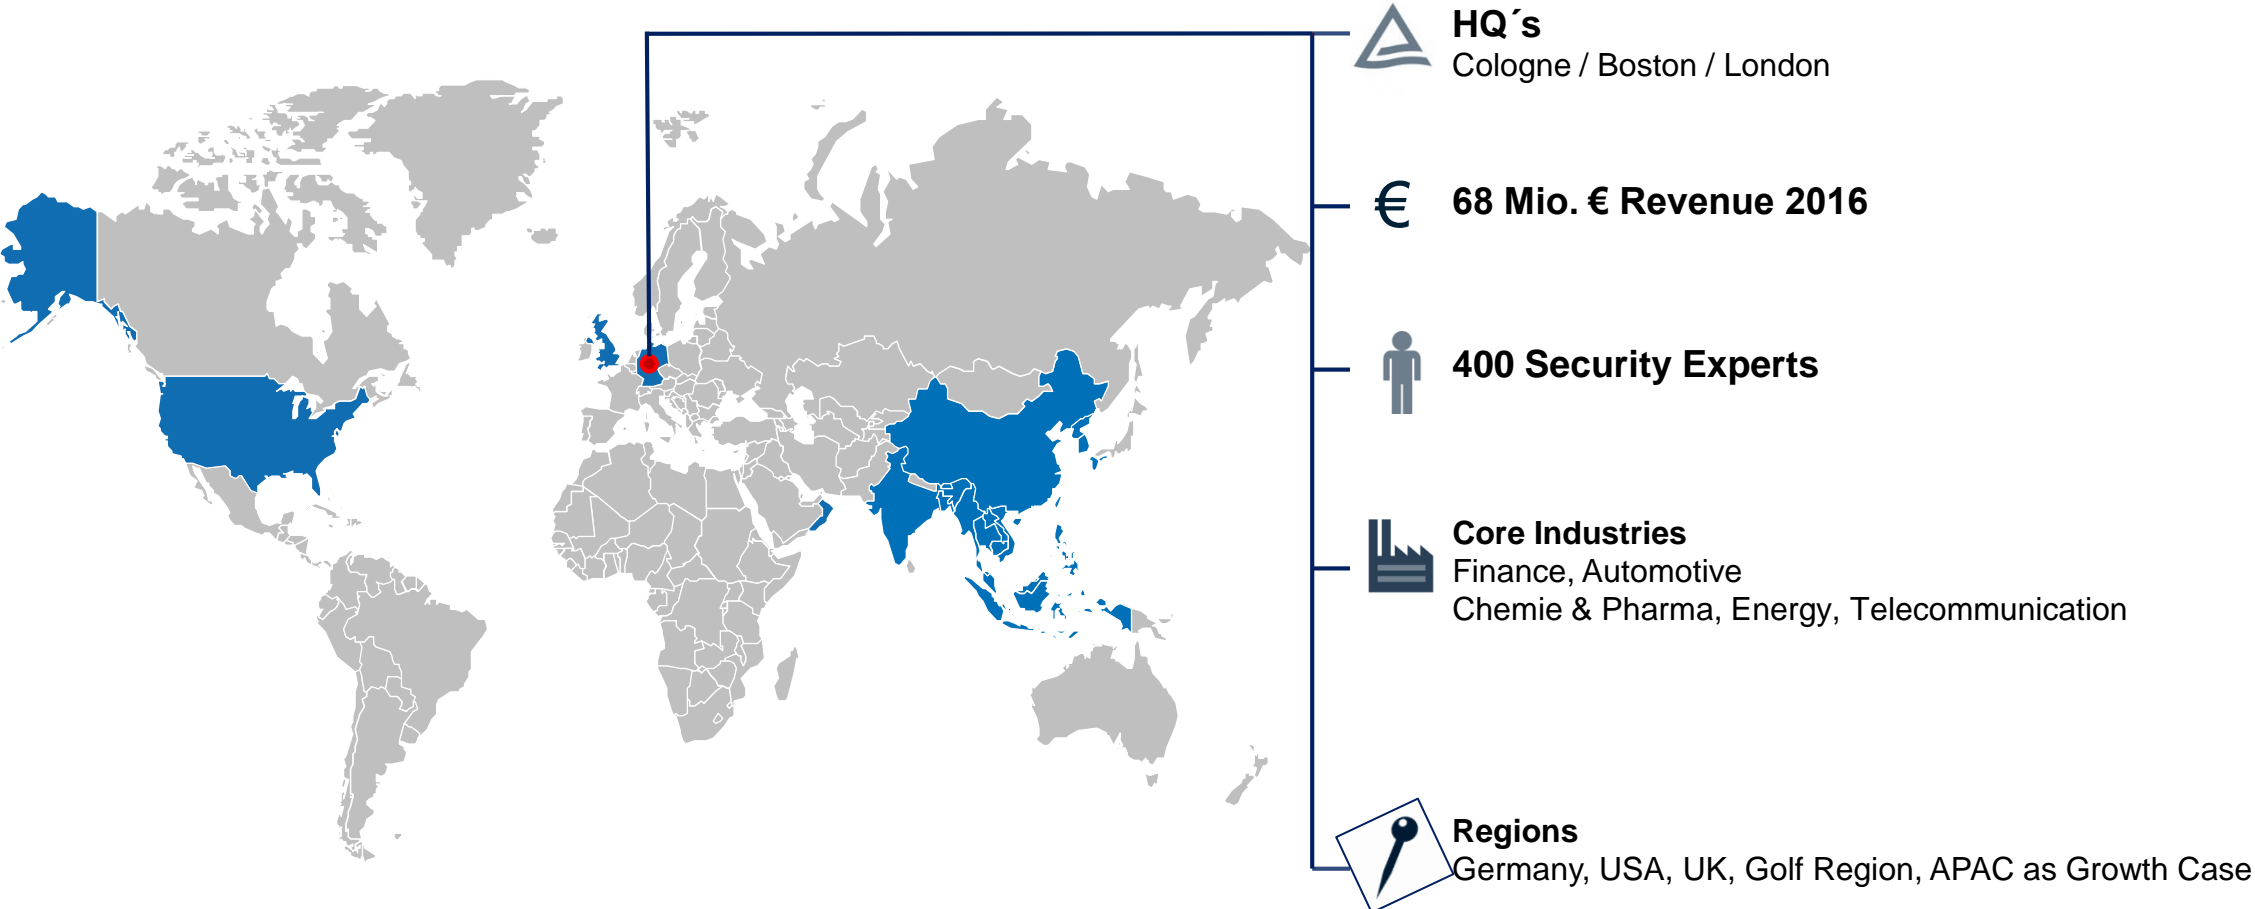 HQ´s
Cologne / Boston / London
€
68 Mio. € Revenue 2016
400 Security Experts
Core Industries
Finance, Automotive
Chemie & Pharma, Energy, Telecommunication
Regions
Germany, USA, UK, Golf Region, APAC as Growth Case